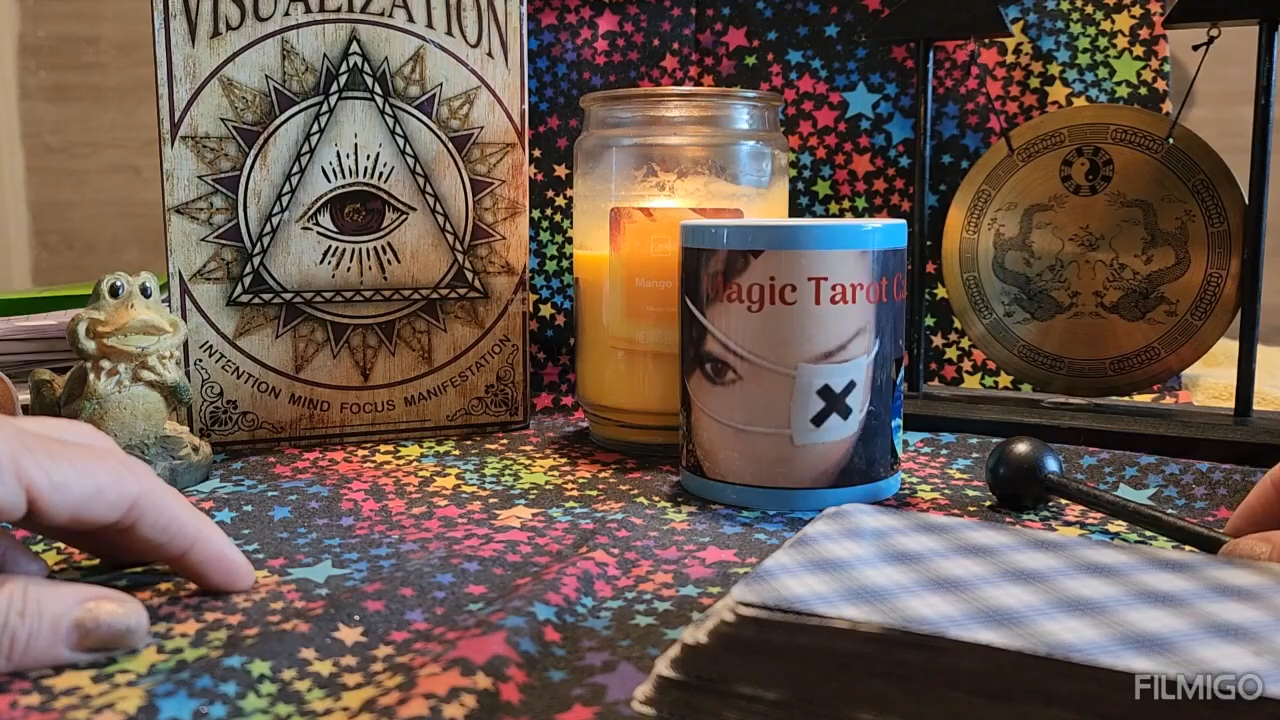 VISUALIZATION
INTENTION MIND FOCUS MANIFESTATION
Mango
Magic Tarot
FILMIGO